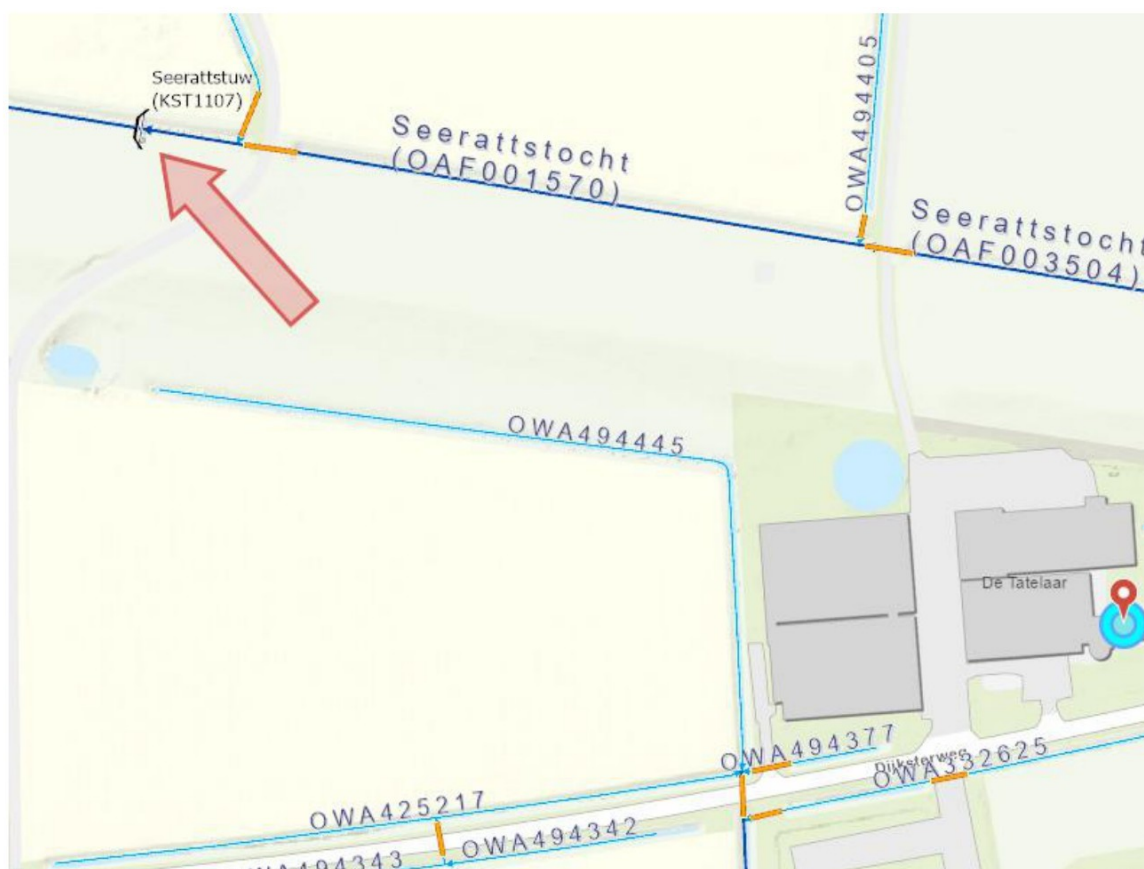 Seerattstuw
(KST1107)
Seerattstocht
(OAF001570)
OWA494405
Seerattstocht
(OAF003504)
OWA494445
De Tatelaar
OWA494377
Dijksterweg
OWA332625
OWA425217
OWA494342